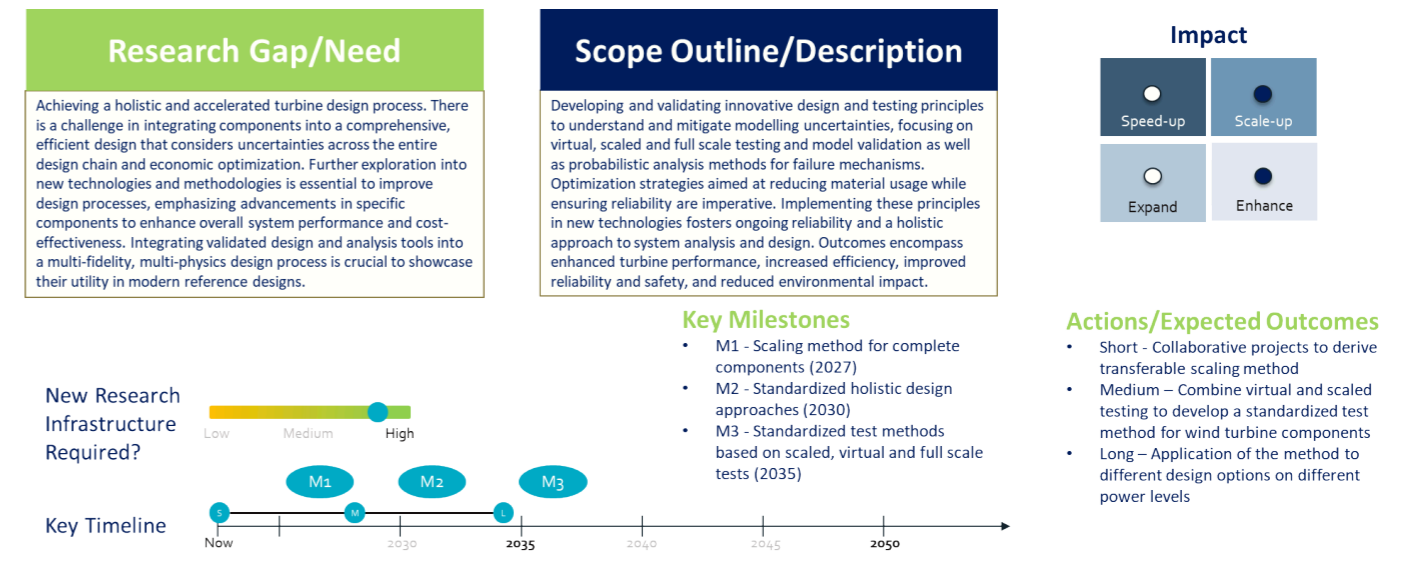 Research Gap/Need
Achieving a holistic and accelerated turbine design process. There
is a challenge in integrating components into a comprehensive,
efficient design that considers uncertainties across the entire
design chain and economic optimization. Further exploration into
new technologies and methodologies is essential to improve
design processes, emphasizing advancements in specific
components to enhance overall system performance and cost-
effectiveness. Integrating validated design and analysis tools into
a multi-fidelity, multi-physics design process is crucial to showcase
their utility in modern reference designs.
Scope Outline/Description
Developing and validating innovative design and testing principles
to understand and mitigate modelling uncertainties, focusing on
virtual, scaled and full scale testing and model validation as well
as probabilistic analysis methods for failure mechanisms.
Optimization strategies aimed at reducing material usage while
ensuring reliability are imperative. Implementing these principles
in new technologies fosters ongoing reliability and a holistic
approach to system analysis and design. Outcomes encompass
enhanced turbine performance, increased efficiency, improved
reliability and safety, and reduced environmental impact.
Impact
Speed-up
Scale-up
Expand
Enhance
Key Milestones
• M1 - Scaling method for complete
components (2027)
• M2 - Standardized holistic design
approaches (2030)
• M3 - Standardized test methods
based on scaled, virtual and full scale
tests (2035)
Actions/Expected Outcomes
• Short - Collaborative projects to derive
transferable scaling method
• Medium – Combine virtual and scaled
testing to develop a standardized test
method for wind turbine components
• Long – Application of the method to
different design options on different
power levels
New Research
Infrastructure
Required?
Low Medium High
M1 M2 M3
Key Timeline
S M L
Now 2030 2035 2040 2045 2050